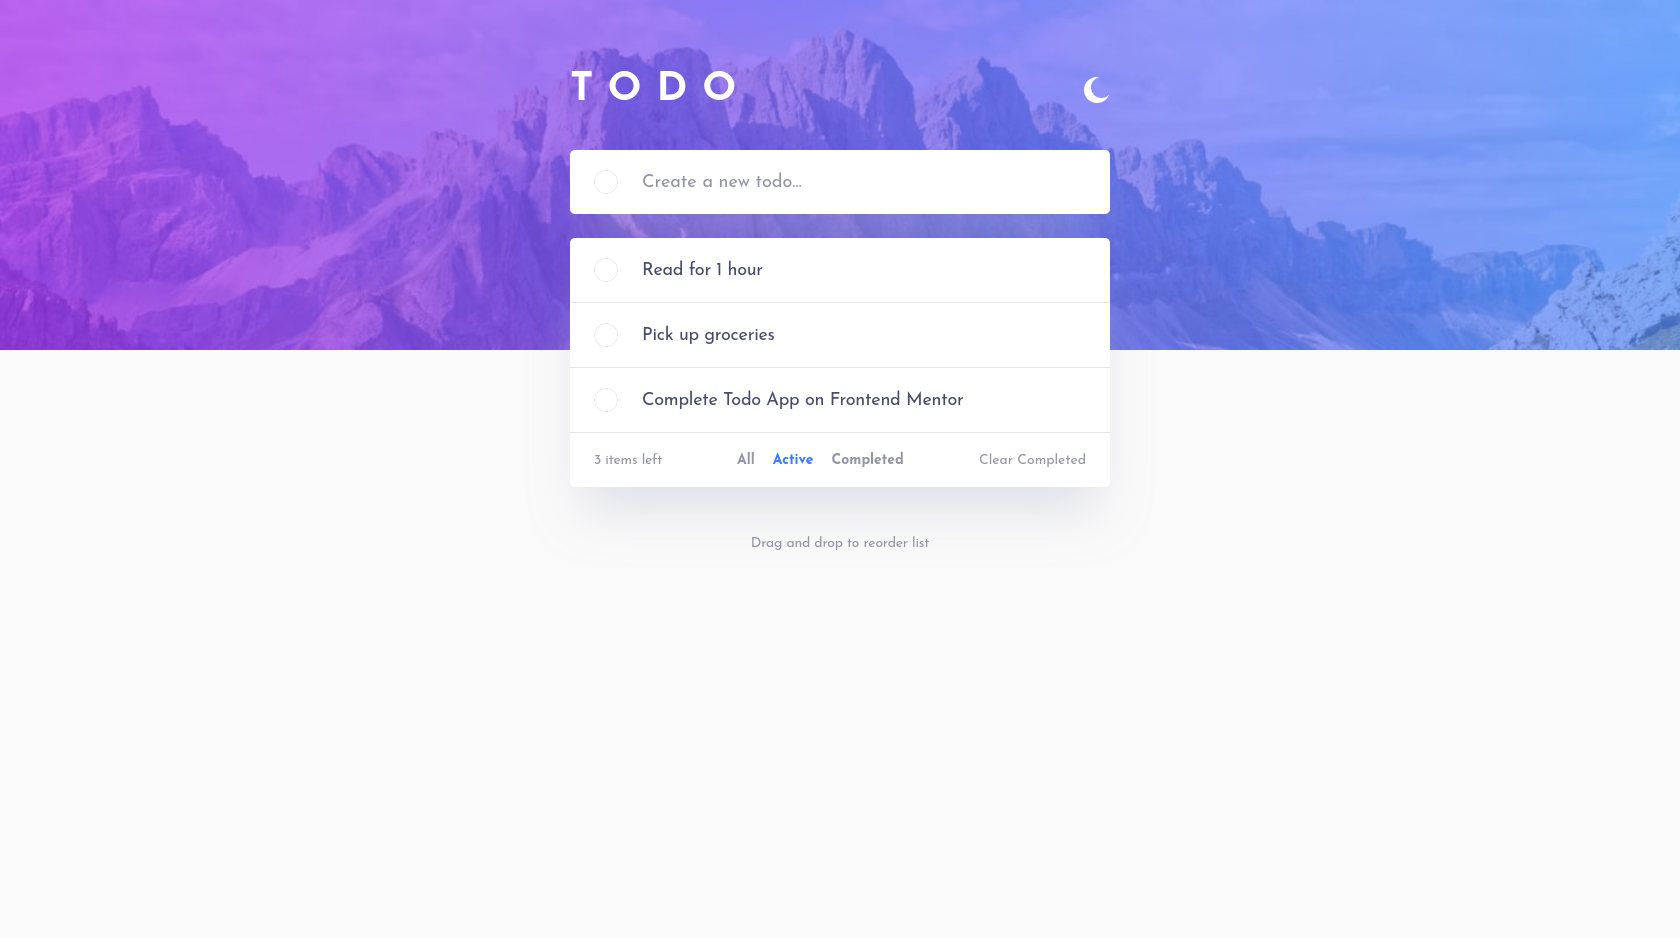 TODO
Create a new todo...
Read for 1 hour
Pick up groceries
Complete Todo App on Frontend Mentor
3 items left All Active Completed Clear Completed
Drag and drop to reorder list